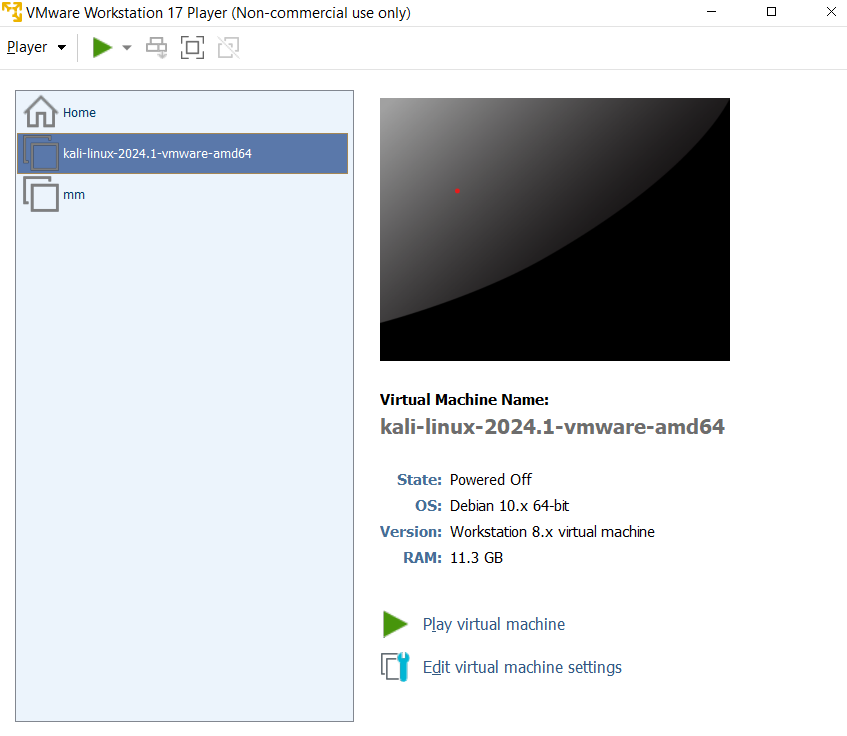 VMware Workstation 17 Player (Non-commercial use only)
Player
Home
kali-linux-2024.1-vmware-amd64
mm
Virtual Machine Name:
kali-linux-2024.1-vmware-amd64
State: Powered Off
OS: Debian 10.x 64-bit
Version: Workstation 8.x virtual machine
RAM: 11.3 GB
Play virtual machine
Edit virtual machine settings